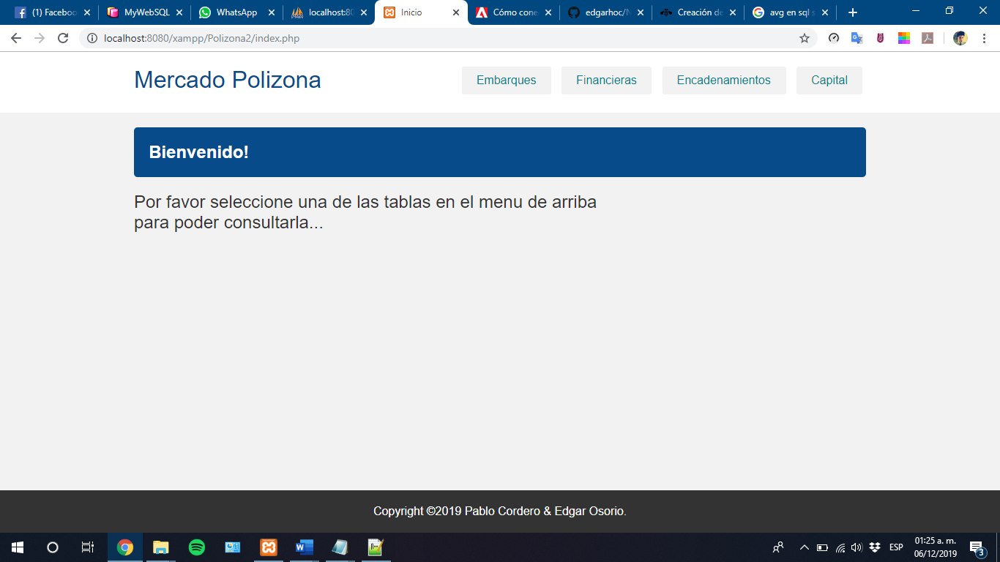 (1) Faceboo
MyWebSQL
WhatsApp
localhost:80
Inicio
Cómo cone
edgarhoc/N
Creación de
avg en sql s
localhost:8080/xampp/Polizona2/index.php
Mercado Polizona
Embarques
Financieras
Encadenamientos
Capital
Bienvenido!
Por favor seleccione una de las tablas en el menu de arriba
para poder consultarla...
Copyright ©2019 Pablo Cordero & Edgar Osorio.
ESP
01:25 a. m.
06/12/2019
3